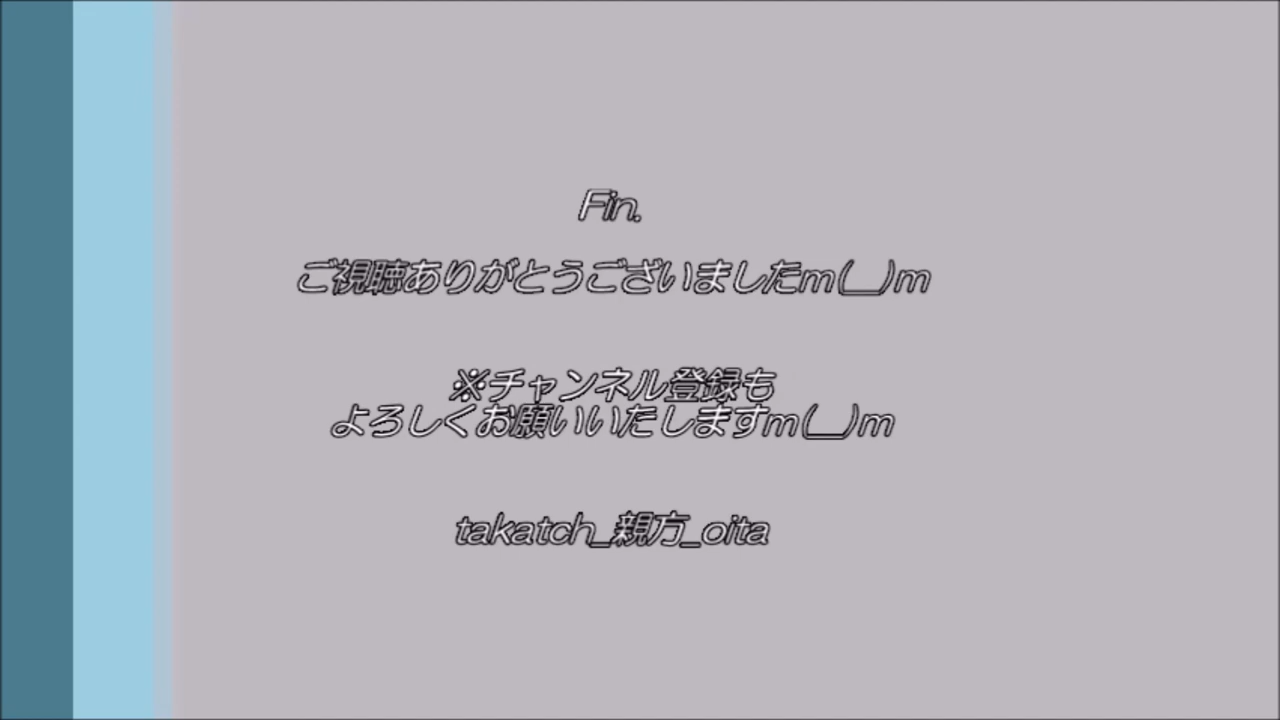 Fin.
ご視聴ありがとうございましたm(__)m
※チャンネル登録も
よろしくお願いいたしますm(__)m
takatch_親方_oita